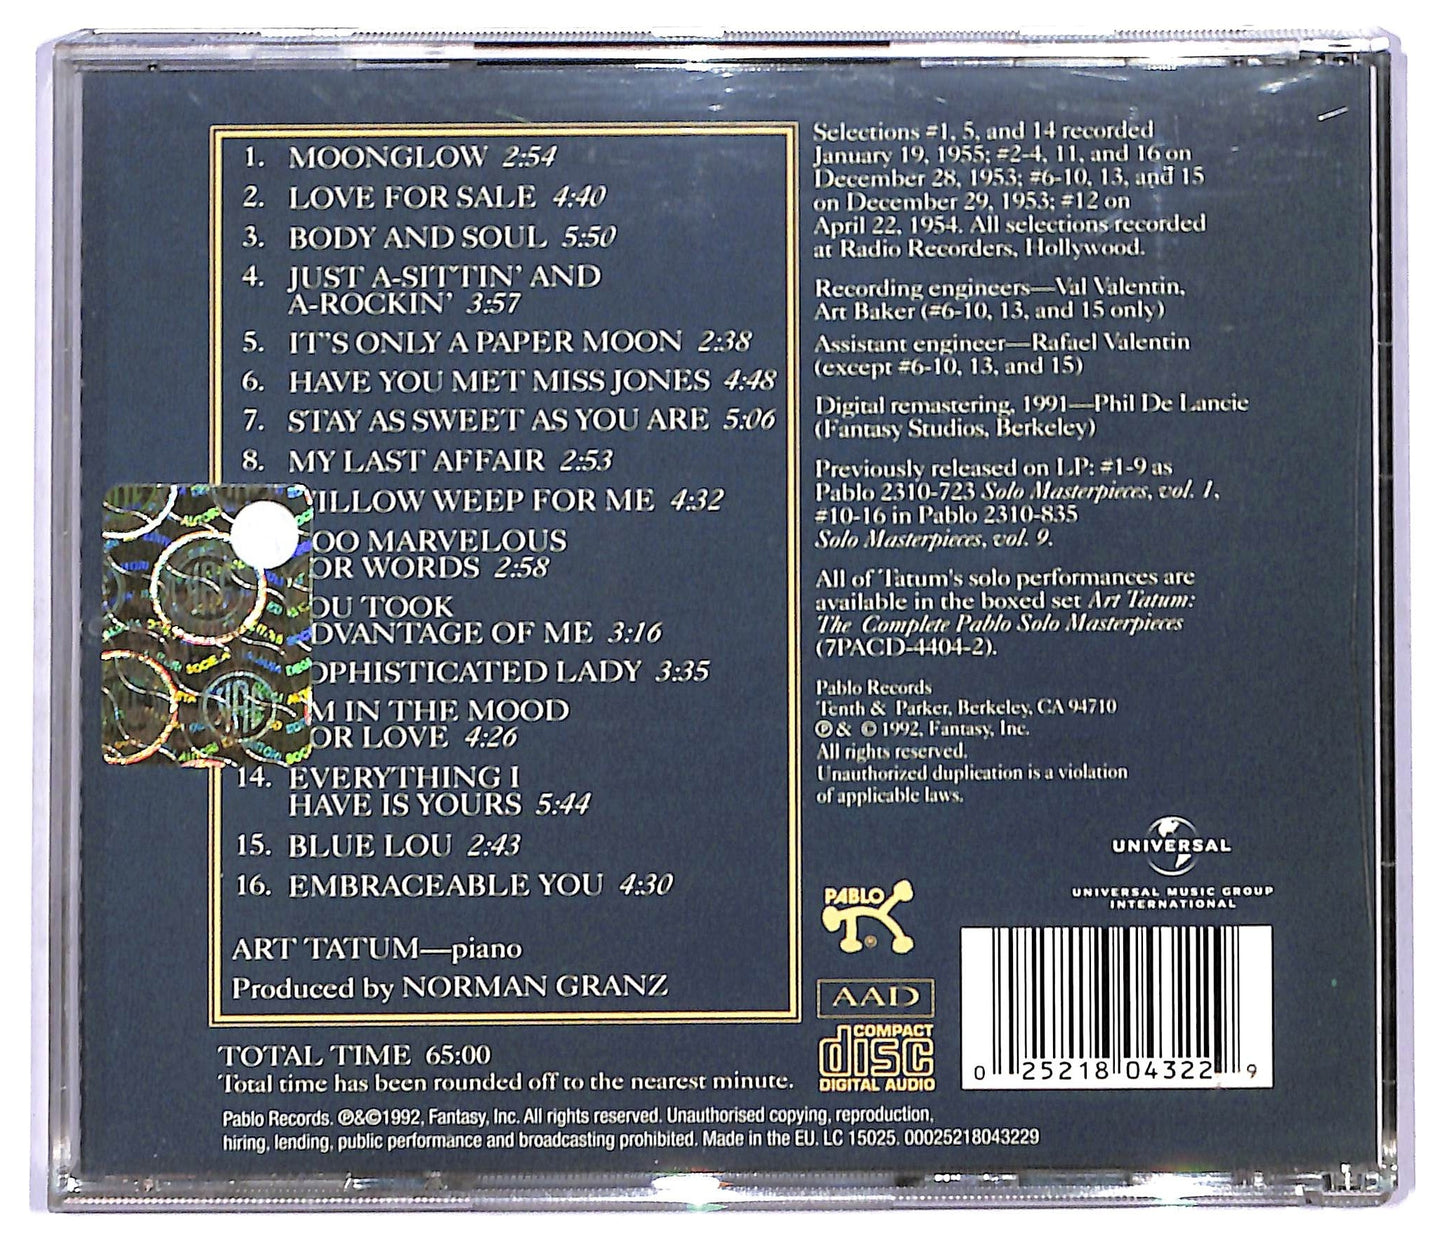 1. MOONGLOW 2:54
2. LOVE FOR SALE 4:40
3. BODY AND SOUL 5:50
4. JUST A-SITTIN' AND
A-ROCKIN' 3:57
5. IT'S ONLY A PAPER MOON 2:38
6. HAVE YOU MET MISS JONES 4:48
7. STAY AS SWEET AS YOU ARE 5:06
8. MY LAST AFFAIR 2:53
ILLOW WEEP FOR ME 4:32
OO MARVELOUS
OR WORDS 2:58
OU TOOK
DVANTAGE OF ME 3:16
OPHISTICATED LADY 3:35
M IN THE MOOD
OR LOVE 4:26
14. EVERYTHING I
HAVE IS YOURS 5:44
15. BLUE LOU 2:43
16. EMBRACEABLE YOU 4:30
ART TATUM—piano
Produced by NORMAN GRANZ
TOTAL TIME 65:00
Total time has been rounded off to the nearest minute.
Selections #1, 5, and 14 recorded
January 19, 1955; #2-4, 11, and 16 on
December 28, 1953; #6-10, 13, and 15
on December 29, 1953; #12 on
April 22, 1954. All selections recorded
at Radio Recorders, Hollywood.
Recording engineers—Val Valentin,
Art Baker (#6-10, 13, and 15 only)
Assistant engineer—Rafael Valentin
(except #6-10, 13, and 15)
Digital remastering, 1991—Phil De Lancie
(Fantasy Studios, Berkeley)
Previously released on LP: #1-9 as
Pablo 2310-723 Solo Masterpieces, vol. 1,
#10-16 in Pablo 2310-835
Solo Masterpieces, vol. 9.
All of Tatum's solo performances are
available in the boxed set Art Tatum:
The Complete Pablo Solo Masterpieces
(7PACD-4404-2).
Pablo Records
Tenth & Parker, Berkeley, CA 94710
℗ & © 1992, Fantasy, Inc.
All rights reserved.
Unauthorized duplication is a violation
of applicable laws.
UNIVERSAL
UNIVERSAL MUSIC GROUP
INTERNATIONAL
PABLO
AAD
COMPACT
disc
DIGITAL AUDIO
0 25218 04322 9
Pablo Records. ℗&©1992, Fantasy, Inc. All rights reserved. Unauthorised copying, reproduction,
hiring, lending, public performance and broadcasting prohibited. Made in the EU. LC 15025. 00025218043229